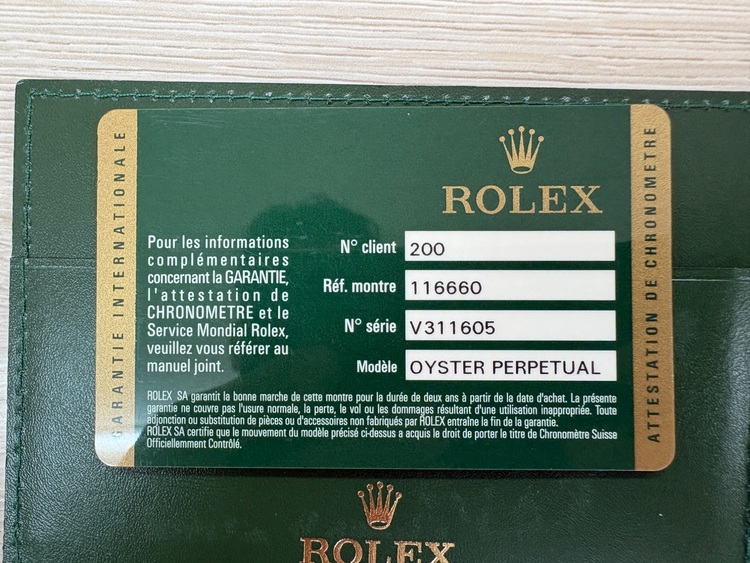 GARANTIE INTERNATIONALE
ROLEX
Pour les informations
complémentaires
concernant la GARANTIE,
l'attestation de
CHRONOMETRE et le
Service Mondial Rolex,
veuillez vous référer au
manuel joint.
N° client 200
Réf. montre 116660
N° série V311605
Modèle OYSTER PERPETUAL
ROLEX SA garantit la bonne marche de cette montre pour la durée de deux ans à partir de la date d'achat. La présente
garantie ne couvre pas l'usure normale, la perte, le vol ou les dommages résultant d'une utilisation inappropriée. Toute
adjonction ou substitution de pièces ou d'accessoires non fabriqués par ROLEX entraîne la fin de la garantie.
ROLEX SA certifie que le mouvement du modèle précisé ci-dessus a acquis le droit de porter le titre de Chronomètre Suisse
Officiellement Contrôlé.
ATTESTATION DE CHRONOMETRE
ROLEX